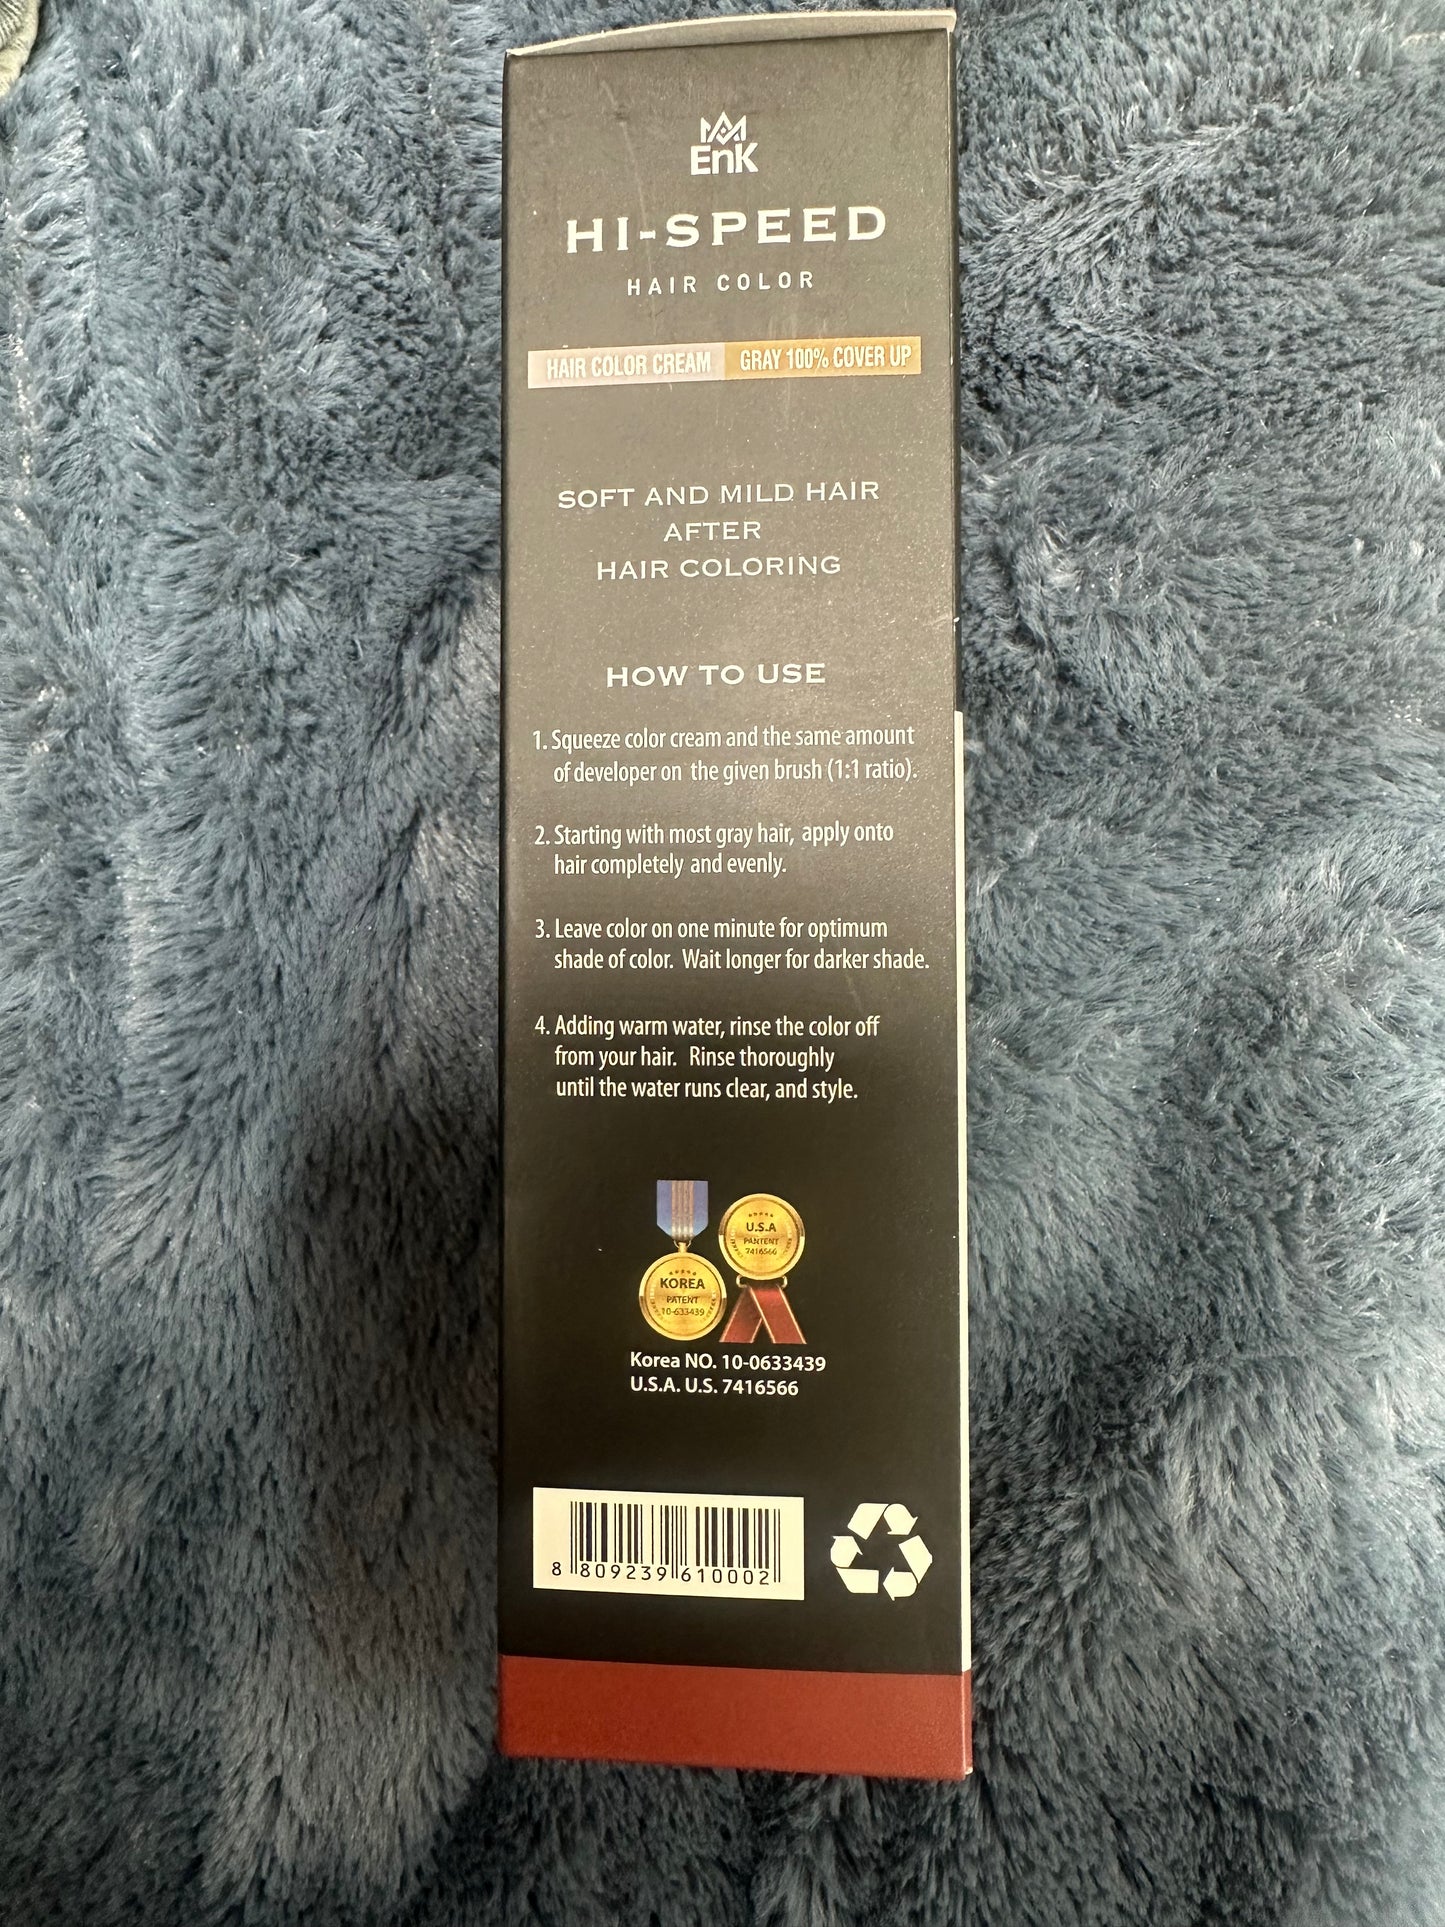 EnK
HI-SPEED
HAIR COLOR
HAIR COLOR CREAM GRAY 100% COVER UP
SOFT AND MILD HAIR
AFTER
HAIR COLORING
HOW TO USE
1. Squeeze color cream and the same amount
of developer on the given brush (1:1 ratio).
2. Starting with most gray hair, apply onto
hair completely and evenly.
3. Leave color on one minute for optimum
shade of color. Wait longer for darker shade.
4. Adding warm water, rinse the color off
from your hair. Rinse thoroughly
until the water runs clear, and style.
U.S.A
PANTENT
7416566
KOREA
PATENT
10-633439
Korea NO. 10-0633439
U.S.A. U.S. 7416566
8 809239 610002